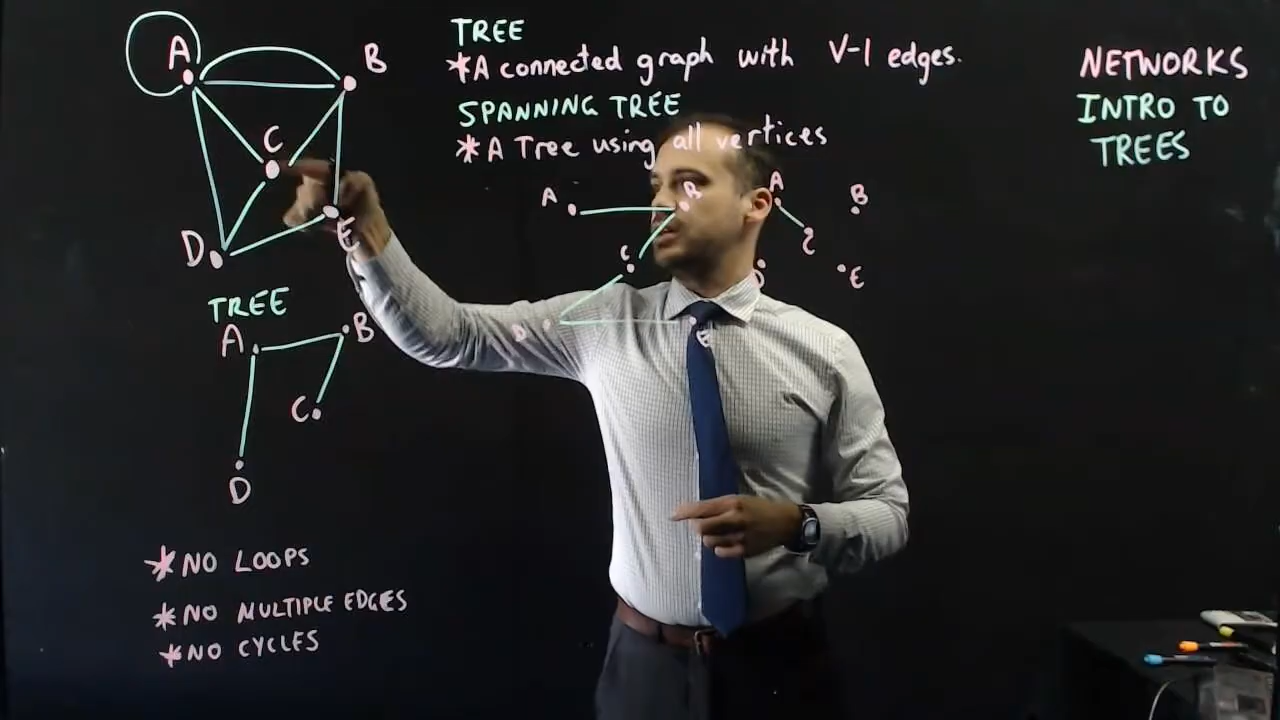 TREE
*A connected graph with V-1 edges.
SPANNING TREE
*A Tree using all vertices
NETWORKS
INTRO TO
TREES
A
B
C
D
E
TREE
A
B
C
D
A
B
C
D
E
A
B
C
D
E
*NO LOOPS
*NO MULTIPLE EDGES
*NO CYCLES